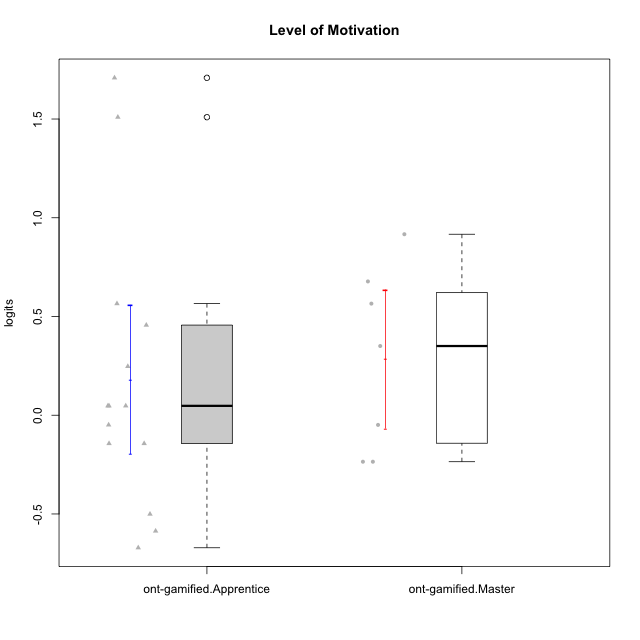 Level of Motivation
logits
1.5
1.0
0.5
0.0
-0.5
ont-gamified.Apprentice
ont-gamified.Master